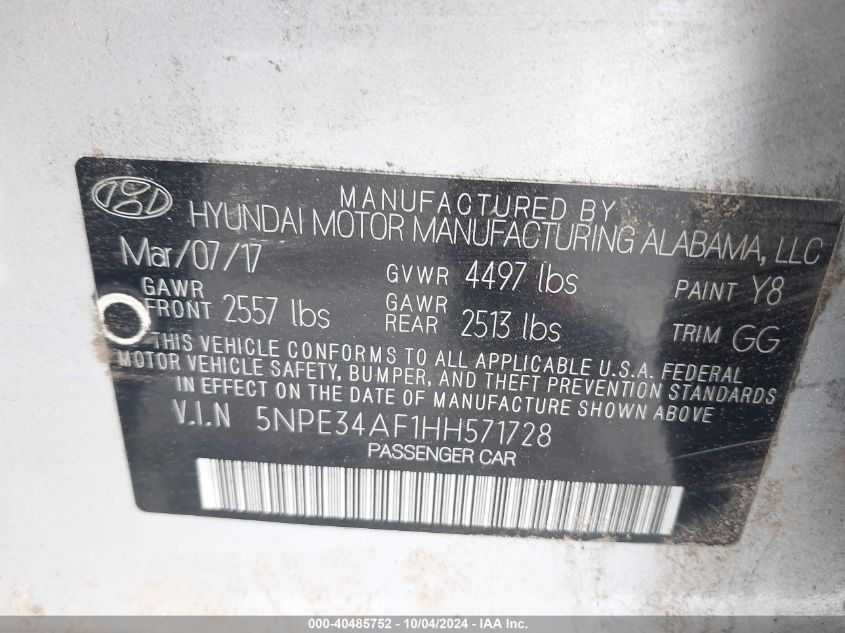 MANUFACTURED BY
HYUNDAI MOTOR MANUFACTURING ALABAMA, LLC
Mar/07/17 GVWR 4497 lbs PAINT Y8
GAWR FRONT 2557 lbs GAWR REAR 2513 lbs TRIM GG
THIS VEHICLE CONFORMS TO ALL APPLICABLE U.S.A. FEDERAL
MOTOR VEHICLE SAFETY, BUMPER, AND THEFT PREVENTION STANDARDS
IN EFFECT ON THE DATE OF MANUFACTURE SHOWN ABOVE.
V.I.N 5NPE34AF1HH571728
PASSENGER CAR
000-40485752 - 10/04/2024 - IAA Inc.